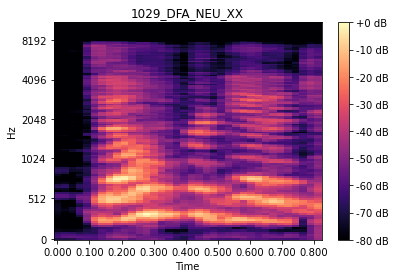 1029_DFA_NEU_XX
+0 dB
8192
-10 dB
4096
-20 dB
-30 dB
2048
Hz
-40 dB
1024
-50 dB
-60 dB
512
-70 dB
0
-80 dB
0.000 0.100 0.200 0.300 0.400 0.500 0.600 0.700 0.800
Time